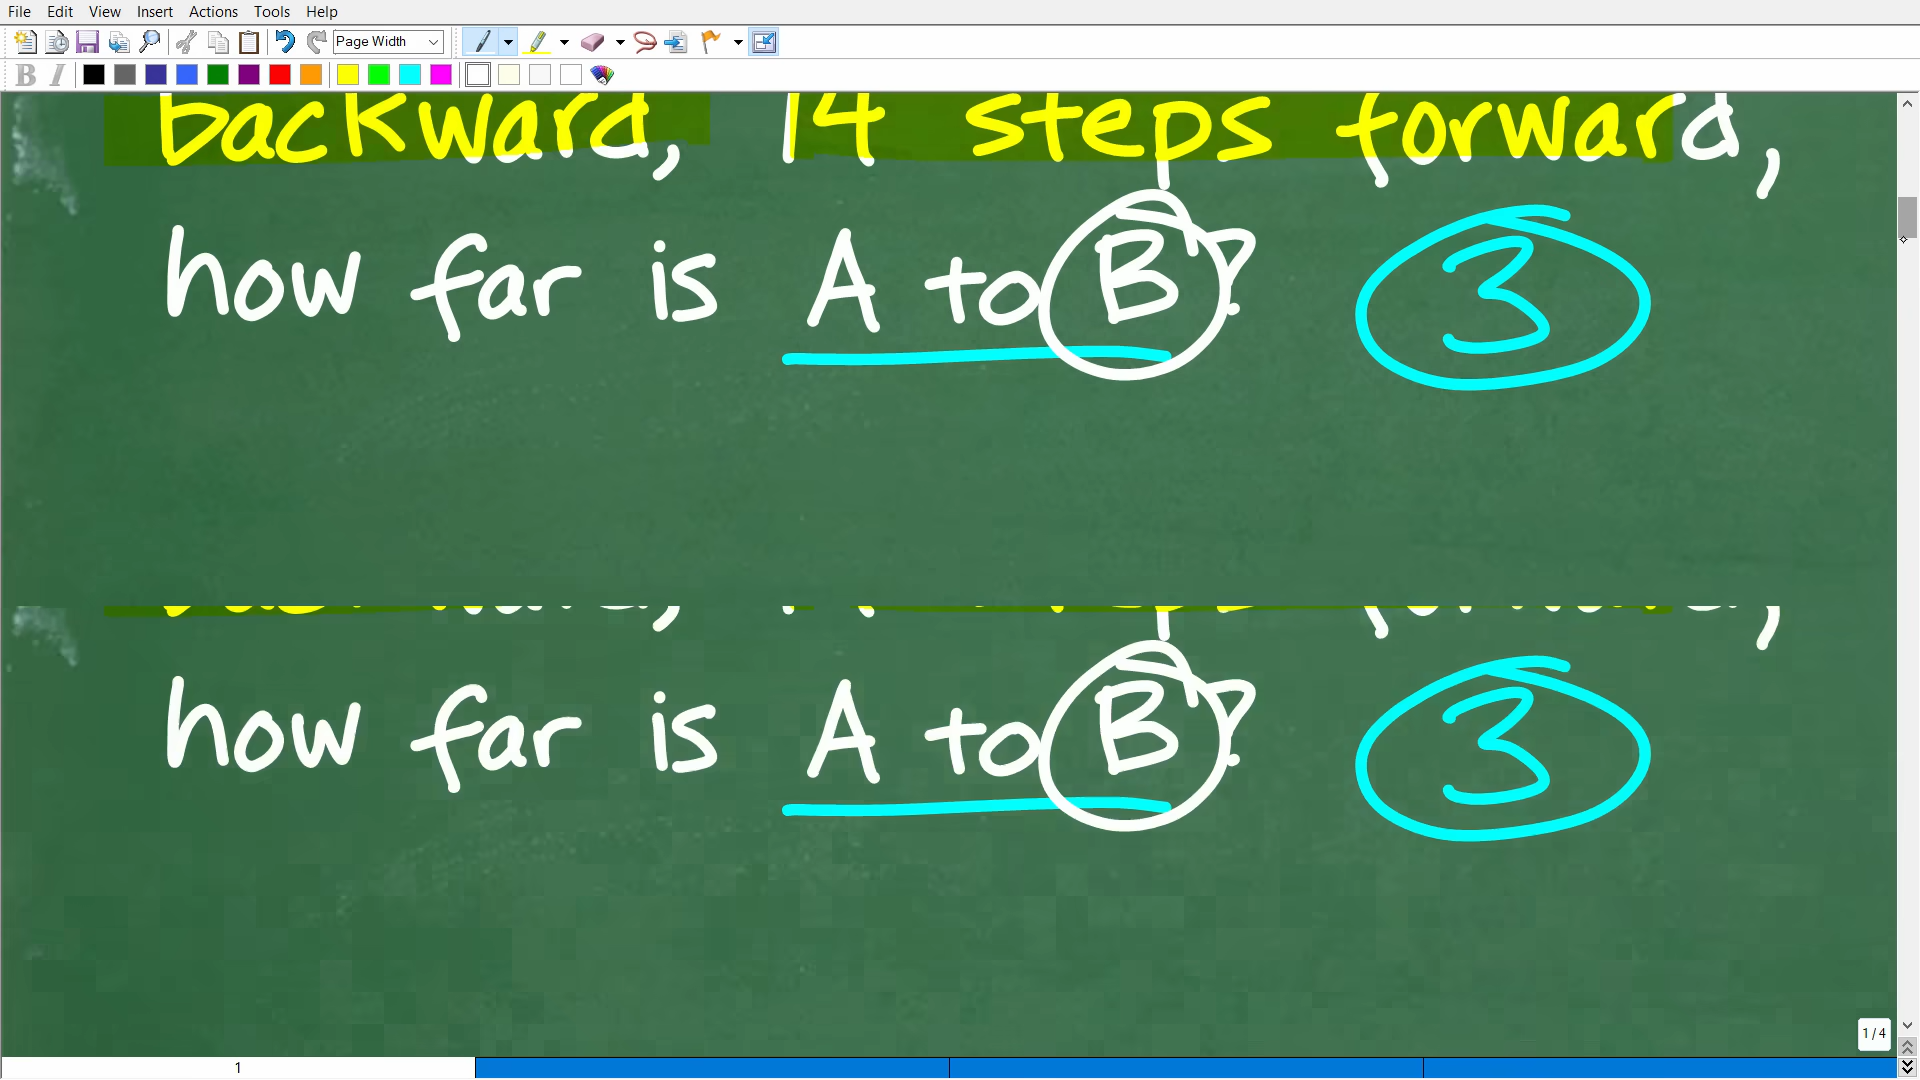 File Edit View Insert Actions Tools Help
Page Width
B I
backward, 14 steps forward,
how far is A to B? 3
how far is A to B? 3
1 / 4
1